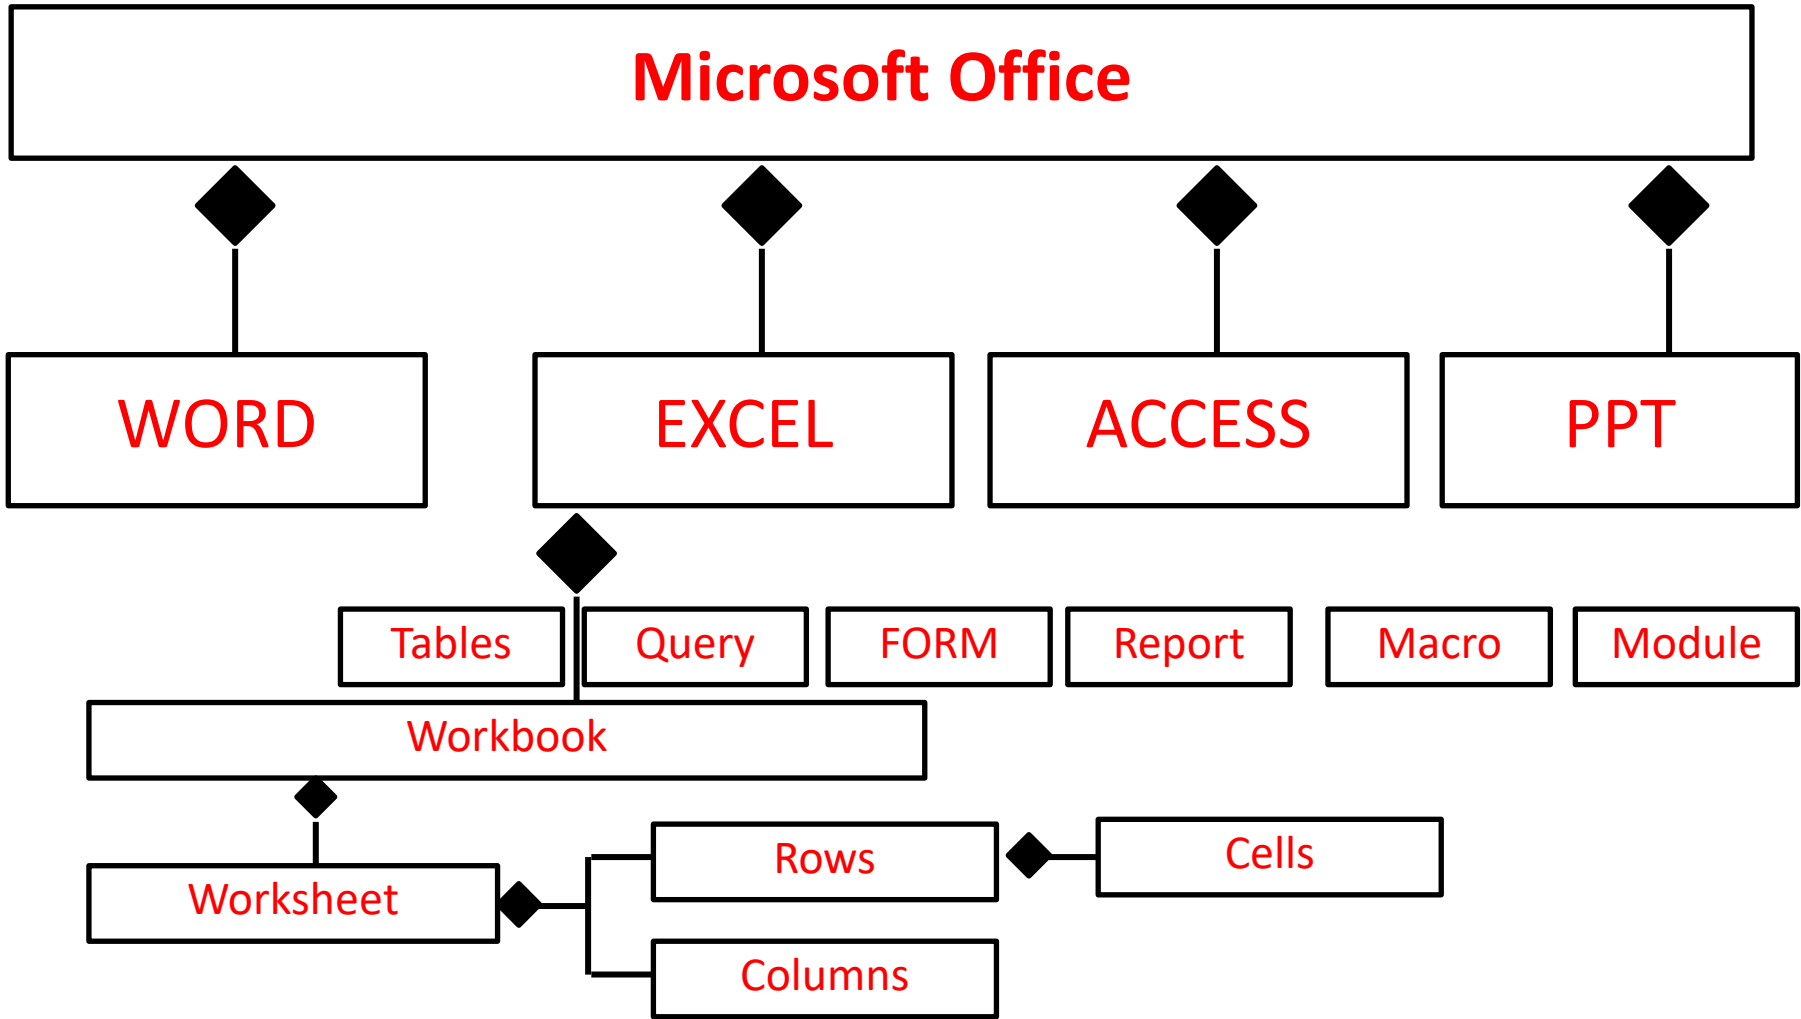 Microsoft Office
WORD
EXCEL
ACCESS
PPT
Tables
Query
FORM
Report
Macro
Module
Workbook
Worksheet
Rows
Cells
Columns